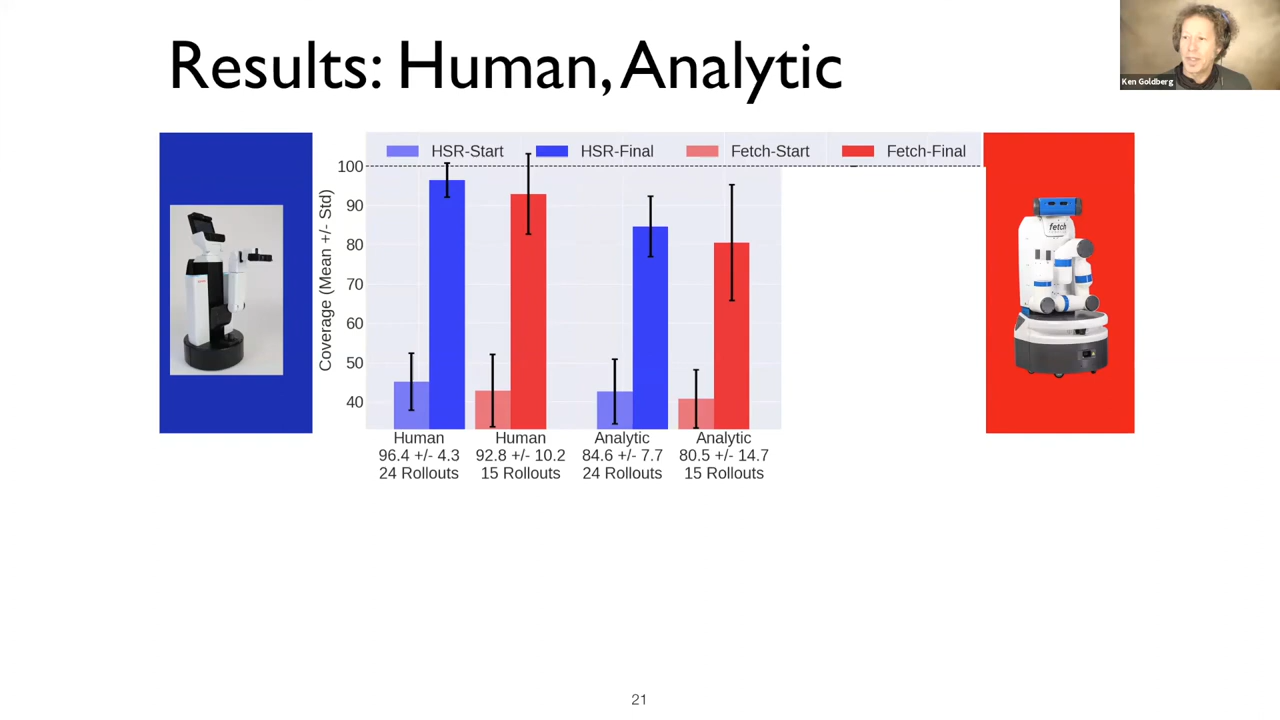 Results: Human, Analytic
Ken Goldberg
HSR-Start HSR-Final Fetch-Start Fetch-Final
Coverage (Mean +/- Std)
100
90
80
70
60
50
40
fetch
Human Human Analytic Analytic
96.4 +/- 4.3 92.8 +/- 10.2 84.6 +/- 7.7 80.5 +/- 14.7
24 Rollouts 15 Rollouts 24 Rollouts 15 Rollouts
21